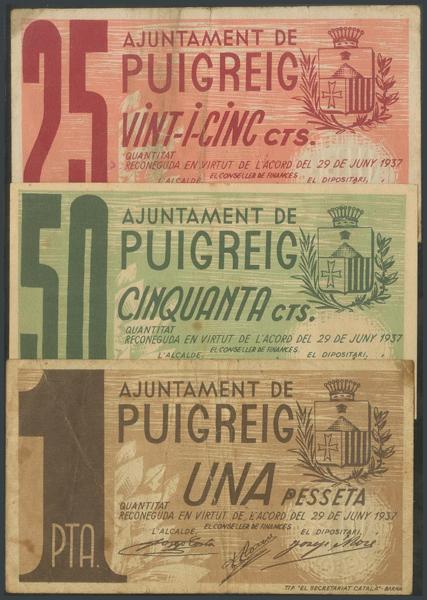 25
AJUNTAMENT DE
PUIGREIG
VINT-I-CINC CTS.
QUANTITAT
RECONEGUDA EN VIRTUT DE L'ACORD DEL 29 DE JUNY 1937
L'ALCALDE, EL CONSELLER DE FINANCES EL DIPOSITARI,
50
AJUNTAMENT DE
PUIGREIG
CINQUANTA CTS.
QUANTITAT
RECONEGUDA EN VIRTUT DE L'ACORD DEL 29 DE JUNY 1937
L'ALCALDE, EL CONSELLER DE FINANCES EL DIPOSITARI,
1
PTA.
AJUNTAMENT DE
PUIGREIG
UNA PESSETA
QUANTITAT
RECONEGUDA EN VIRTUT DE L'ACORD DEL 29 DE JUNY 1937
L'ALCALDE, EL CONSELLER DE FINANCES EL DIPOSITARI,
Josep
TIP. "EL SECRETARIAT CATALÀ" - BARNA